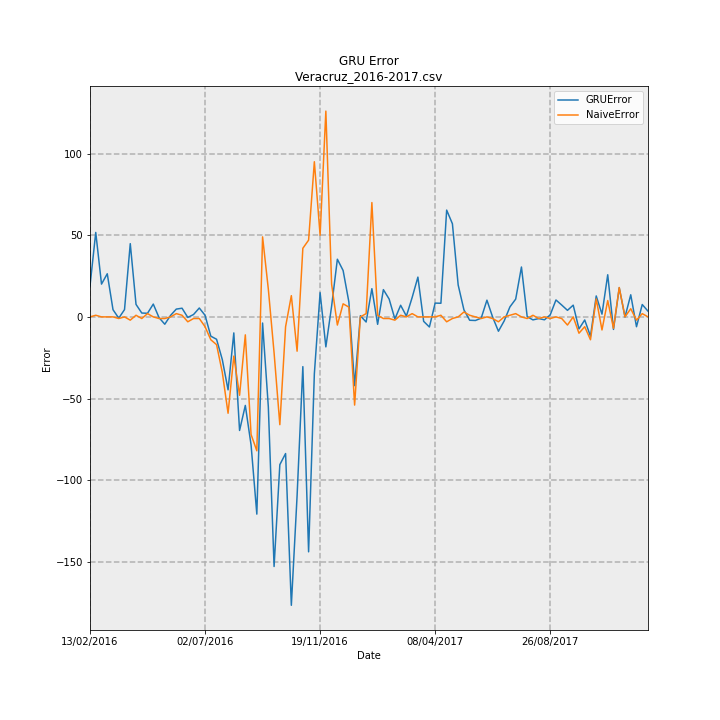 GRU Error
Veracruz_2016-2017.csv
GRUError
NaiveError
100
50
0
−50
−100
−150
Error
13/02/2016
02/07/2016
19/11/2016
08/04/2017
26/08/2017
Date